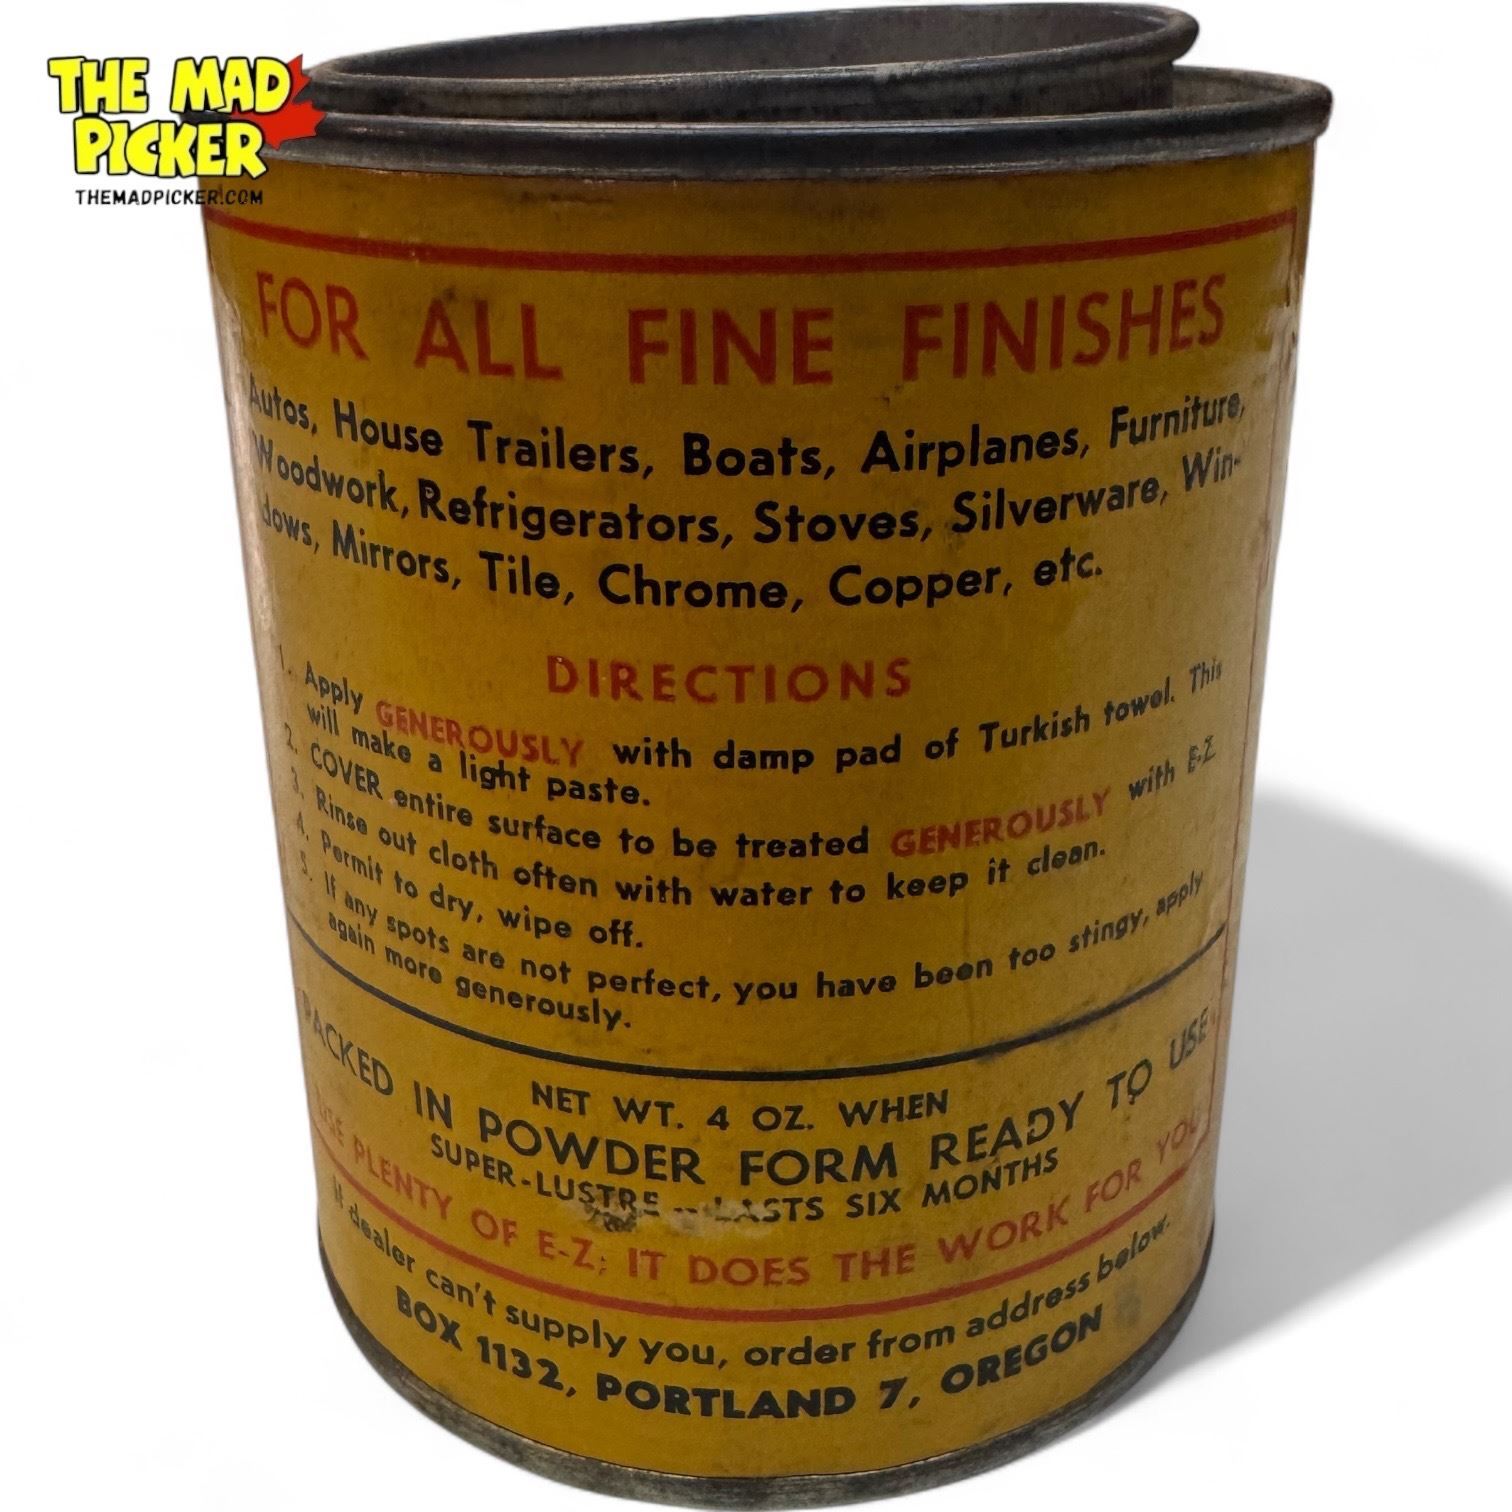 THE MAD
PICKER
THEMADPICKER.COM
FOR ALL FINE FINISHES
Autos, House Trailers, Boats, Airplanes, Furniture,
Woodwork, Refrigerators, Stoves, Silverware, Win-
dows, Mirrors, Tile, Chrome, Copper, etc.
DIRECTIONS
1. Apply GENEROUSLY with damp pad of Turkish towel. This
will make a light paste.
2. COVER entire surface to be treated GENEROUSLY with E-Z
3. Rinse out cloth often with water to keep it clean.
4. Permit to dry, wipe off.
5. If any spots are not perfect, you have been too stingy, apply
again more generously.
NET WT. 4 OZ. WHEN
PACKED IN POWDER FORM READY TO USE
SUPER-LUSTRE -- LASTS SIX MONTHS
USE PLENTY OF E-Z; IT DOES THE WORK FOR YOU
If dealer can't supply you, order from address below.
BOX 1132, PORTLAND 7, OREGON